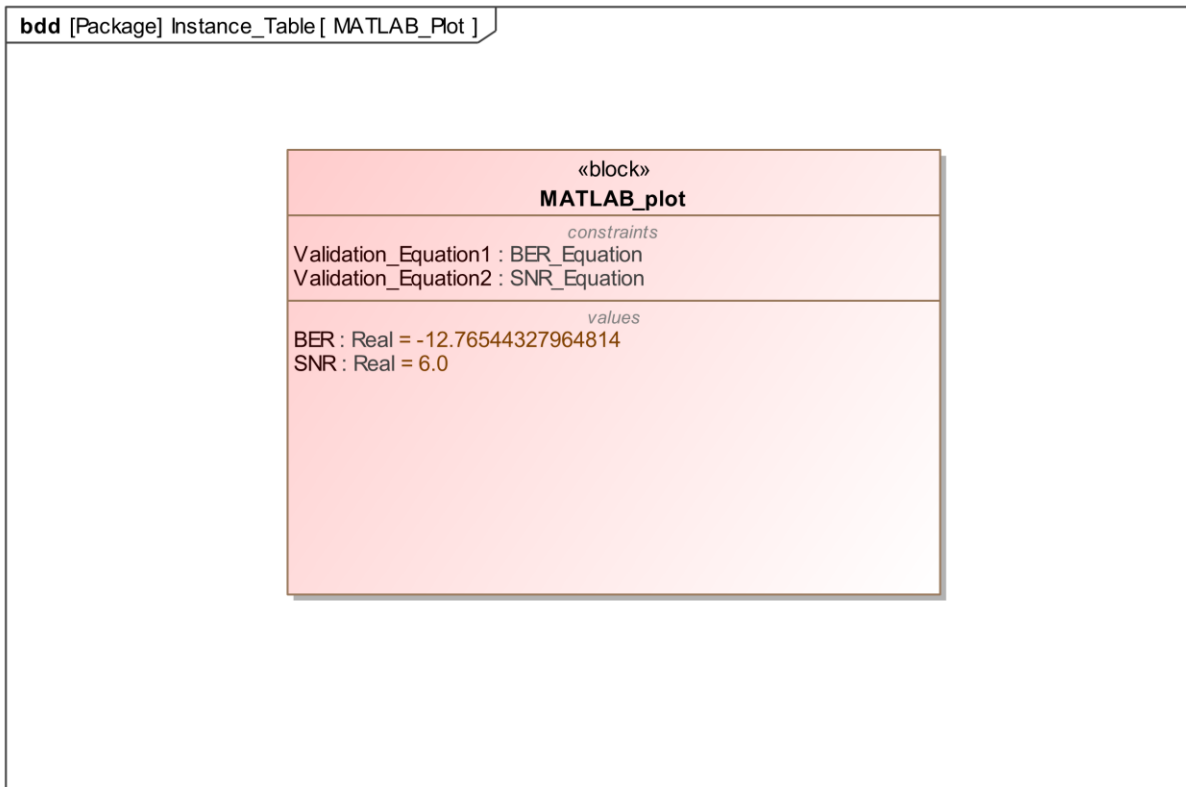 bdd [Package] Instance_Table [ MATLAB_Plot ]
«block»
MATLAB_plot
constraints
Validation_Equation1 : BER_Equation
Validation_Equation2 : SNR_Equation
values
BER : Real = -12.76544327964814
SNR : Real = 6.0